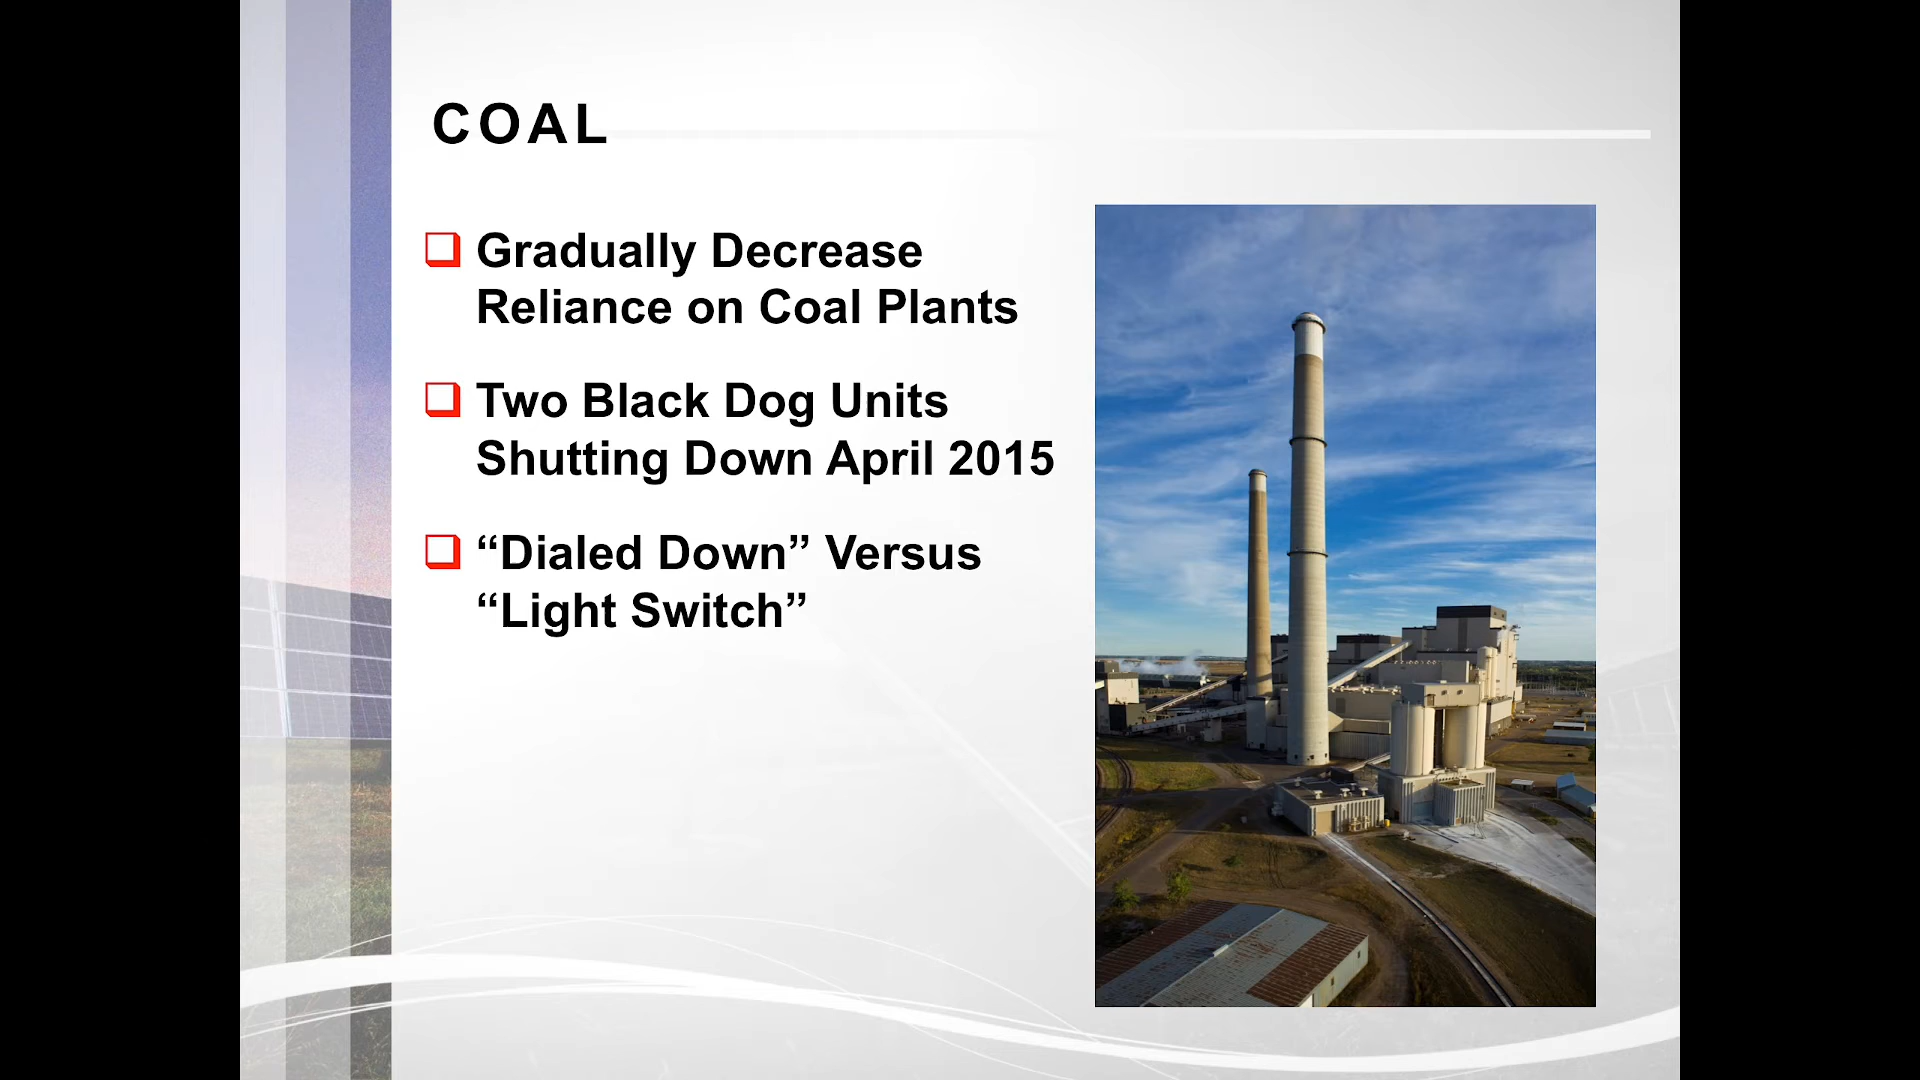 COAL
Gradually Decrease
Reliance on Coal Plants
Two Black Dog Units
Shutting Down April 2015
“Dialed Down” Versus
“Light Switch”